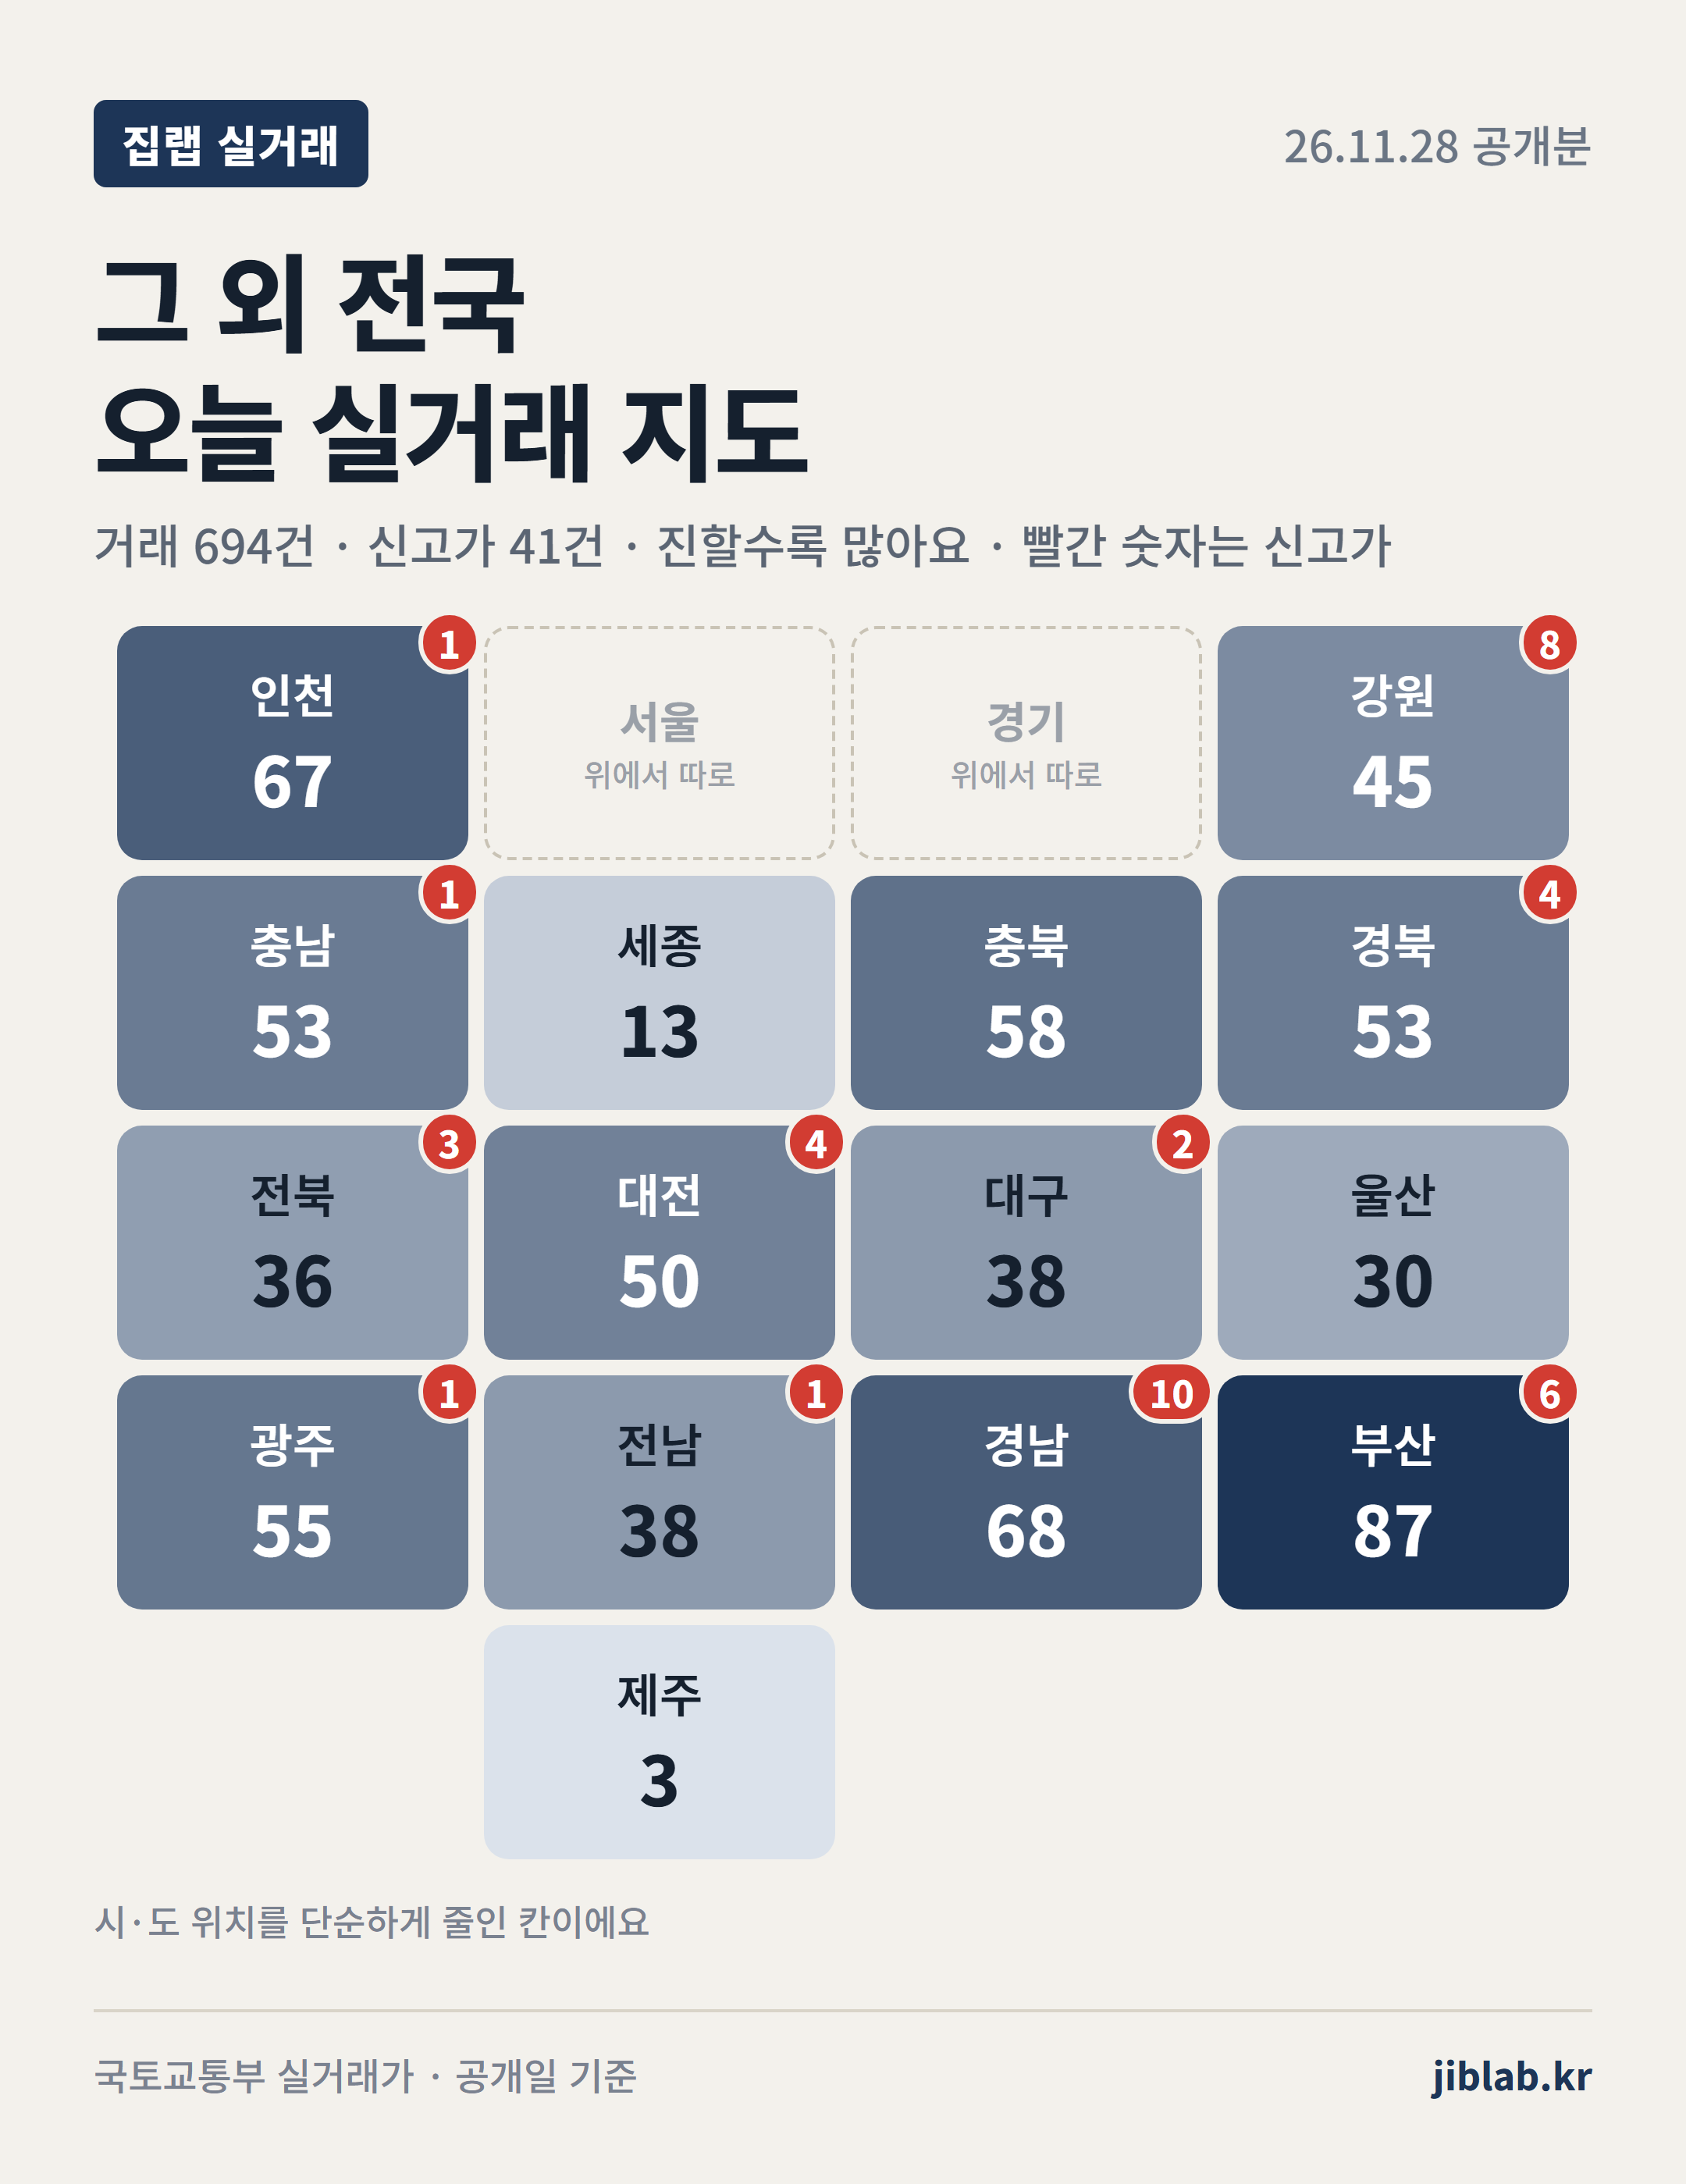 집랩 실거래
26.11.28 공개분
그 외 전국
오늘 실거래 지도
거래 694건 · 신고가 41건 · 진할수록 많아요 · 빨간 숫자는 신고가
1
인천
67
서울
위에서 따로
경기
위에서 따로
8
강원
45
1
충남
53
세종
13
충북
58
4
경북
53
3
전북
36
4
대전
50
2
대구
38
울산
30
1
광주
55
1
전남
38
10
경남
68
6
부산
87
제주
3
시·도 위치를 단순하게 줄인 칸이에요
국토교통부 실거래가 · 공개일 기준
jiblab.kr